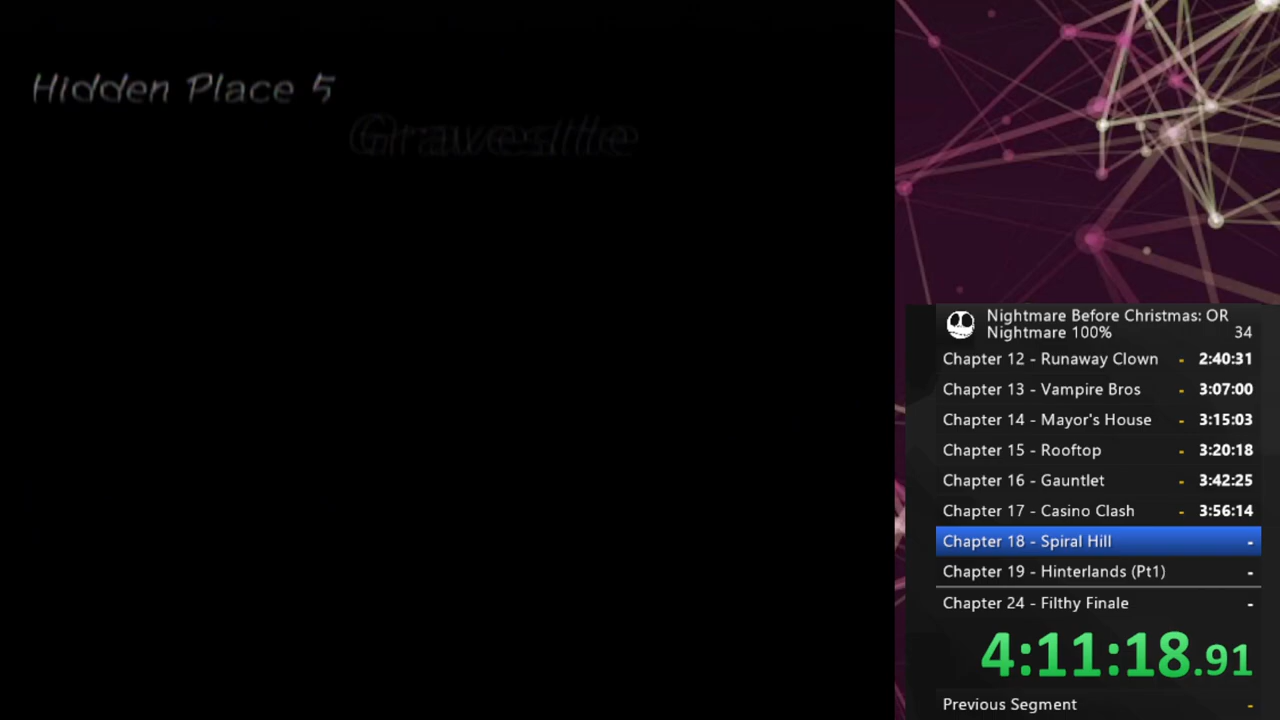 Hidden Place 5
Nightmare Before Christmas: OR
Nightmare 100% 34
Chapter 12 - Runaway Clown - 2:40:31
Chapter 13 - Vampire Bros - 3:07:00
Chapter 14 - Mayor's House - 3:15:03
Chapter 15 - Rooftop - 3:20:18
Chapter 16 - Gauntlet - 3:42:25
Chapter 17 - Casino Clash - 3:56:14
Chapter 18 - Spiral Hill -
Chapter 19 - Hinterlands (Pt1) -
Chapter 24 - Filthy Finale -
4:11:18.91
Previous Segment -